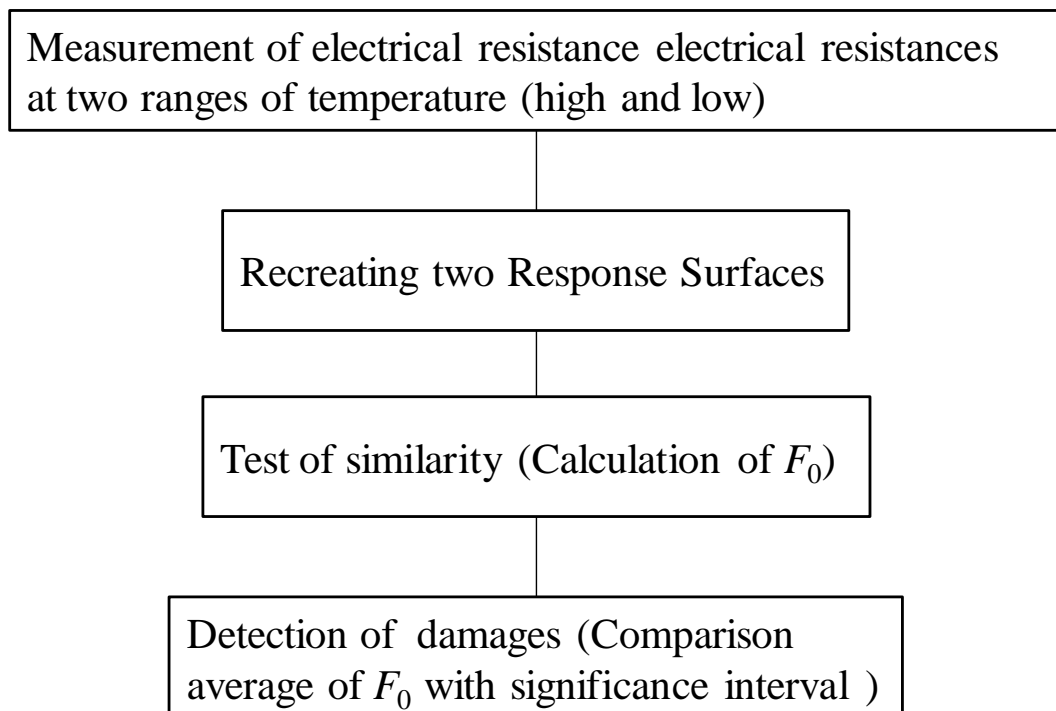 Measurement of electrical resistance electrical resistances
at two ranges of temperature (high and low)
Recreating two Response Surfaces
Test of similarity (Calculation of F₀)
Detection of damages (Comparison
average of F₀ with significance interval )